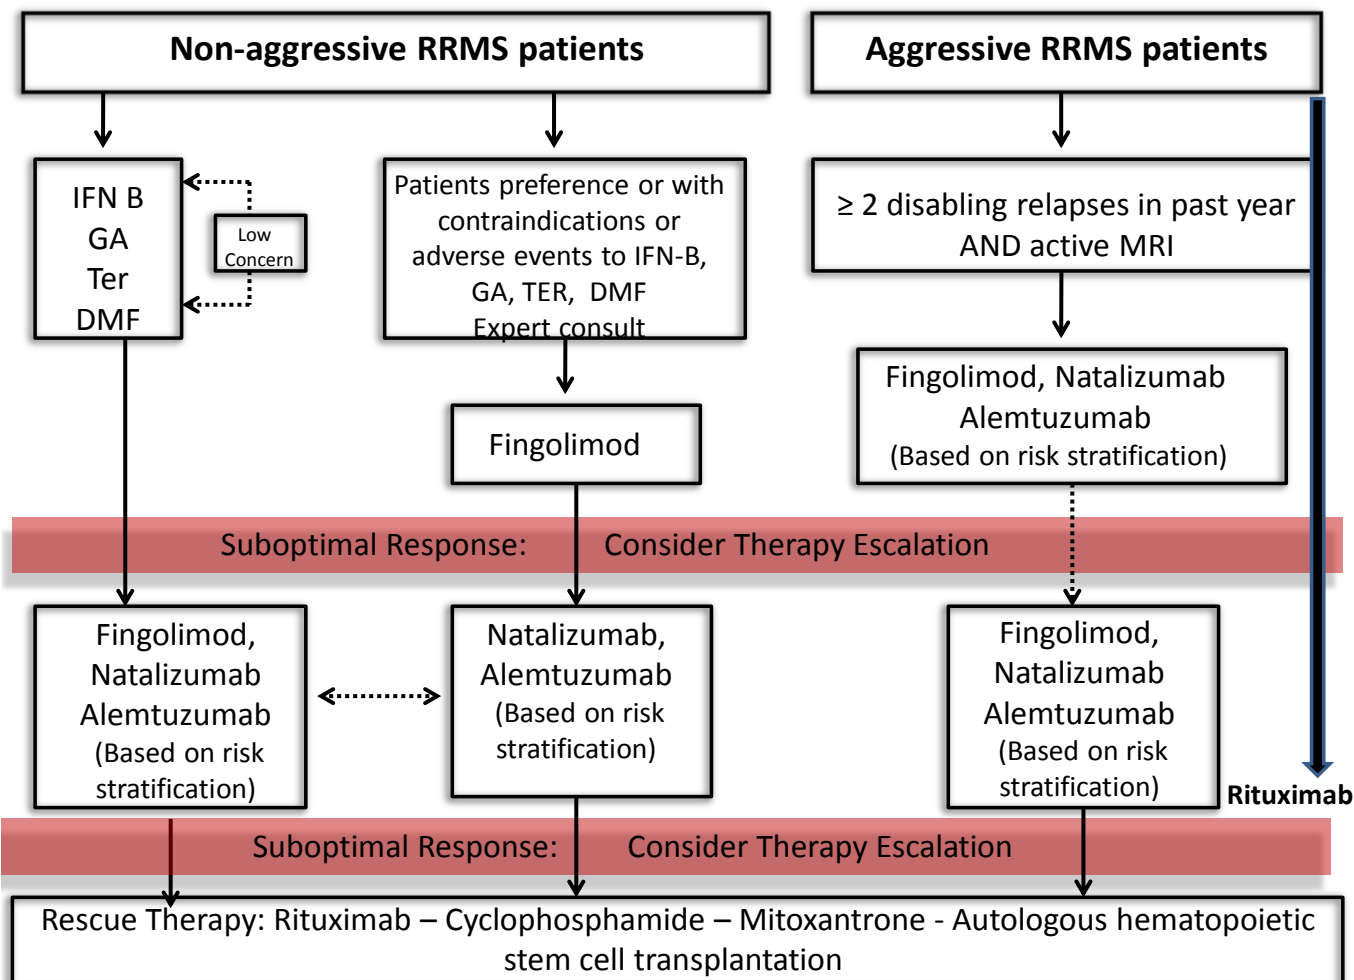 Non-aggressive RRMS patients
Aggressive RRMS patients
IFN B
GA
Ter
DMF
Low
Concern
Patients preference or with
contraindications or
adverse events to IFN-B,
GA, TER, DMF
Expert consult
≥ 2 disabling relapses in past year
AND active MRI
Fingolimod
Fingolimod, Natalizumab
Alemtuzumab
(Based on risk stratification)
Suboptimal Response: Consider Therapy Escalation
Fingolimod,
Natalizumab
Alemtuzumab
(Based on risk
stratification)
Natalizumab,
Alemtuzumab
(Based on risk
stratification)
Fingolimod,
Natalizumab
Alemtuzumab
(Based on risk
stratification)
Rituximab
Suboptimal Response: Consider Therapy Escalation
Rescue Therapy: Rituximab – Cyclophosphamide – Mitoxantrone - Autologous hematopoietic
stem cell transplantation